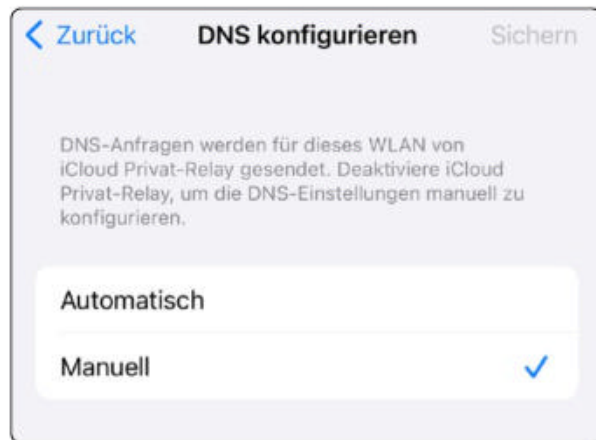 Zurück DNS konfigurieren Sichern
DNS-Anfragen werden für dieses WLAN von
iCloud Privat-Relay gesendet. Deaktiviere iCloud
Privat-Relay, um die DNS-Einstellungen manuell zu
konfigurieren.
Automatisch
Manuell